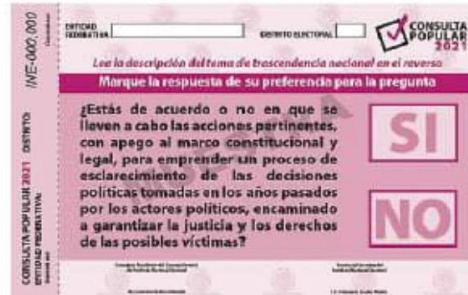 INE-000,000
CONSULTA POPULAR 2021 DISTRITO:
ENTIDAD FEDERATIVA:
ENTIDAD
FEDERATIVA
DISTRITO ELECTORAL
CONSULTA
POPULAR
2021
Lea la descripción del tema de trascendencia nacional en el reverso
Marque la respuesta de su preferencia para la pregunta
¿Estás de acuerdo o no en que se
lleven a cabo las acciones pertinentes,
con apego al marco constitucional y
legal, para emprender un proceso de
esclarecimiento de las decisiones
políticas tomadas en los años pasados
por los actores políticos, encaminado
a garantizar la justicia y los derechos
de las posibles víctimas?
SI
NO
MUESTRA